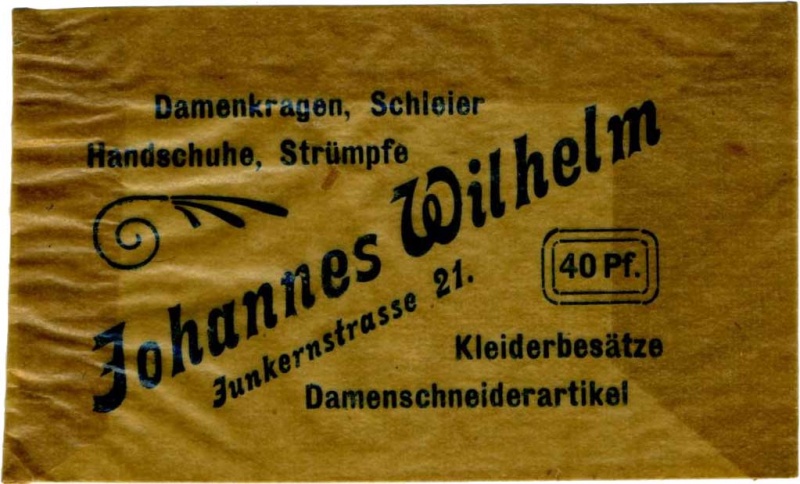 Damenkragen, Schleier
Handschuhe, Strümpfe
Johannes Wilhelm
Junkernstrasse 21.
40 Pf.
Kleiderbesätze
Damenschneiderartikel